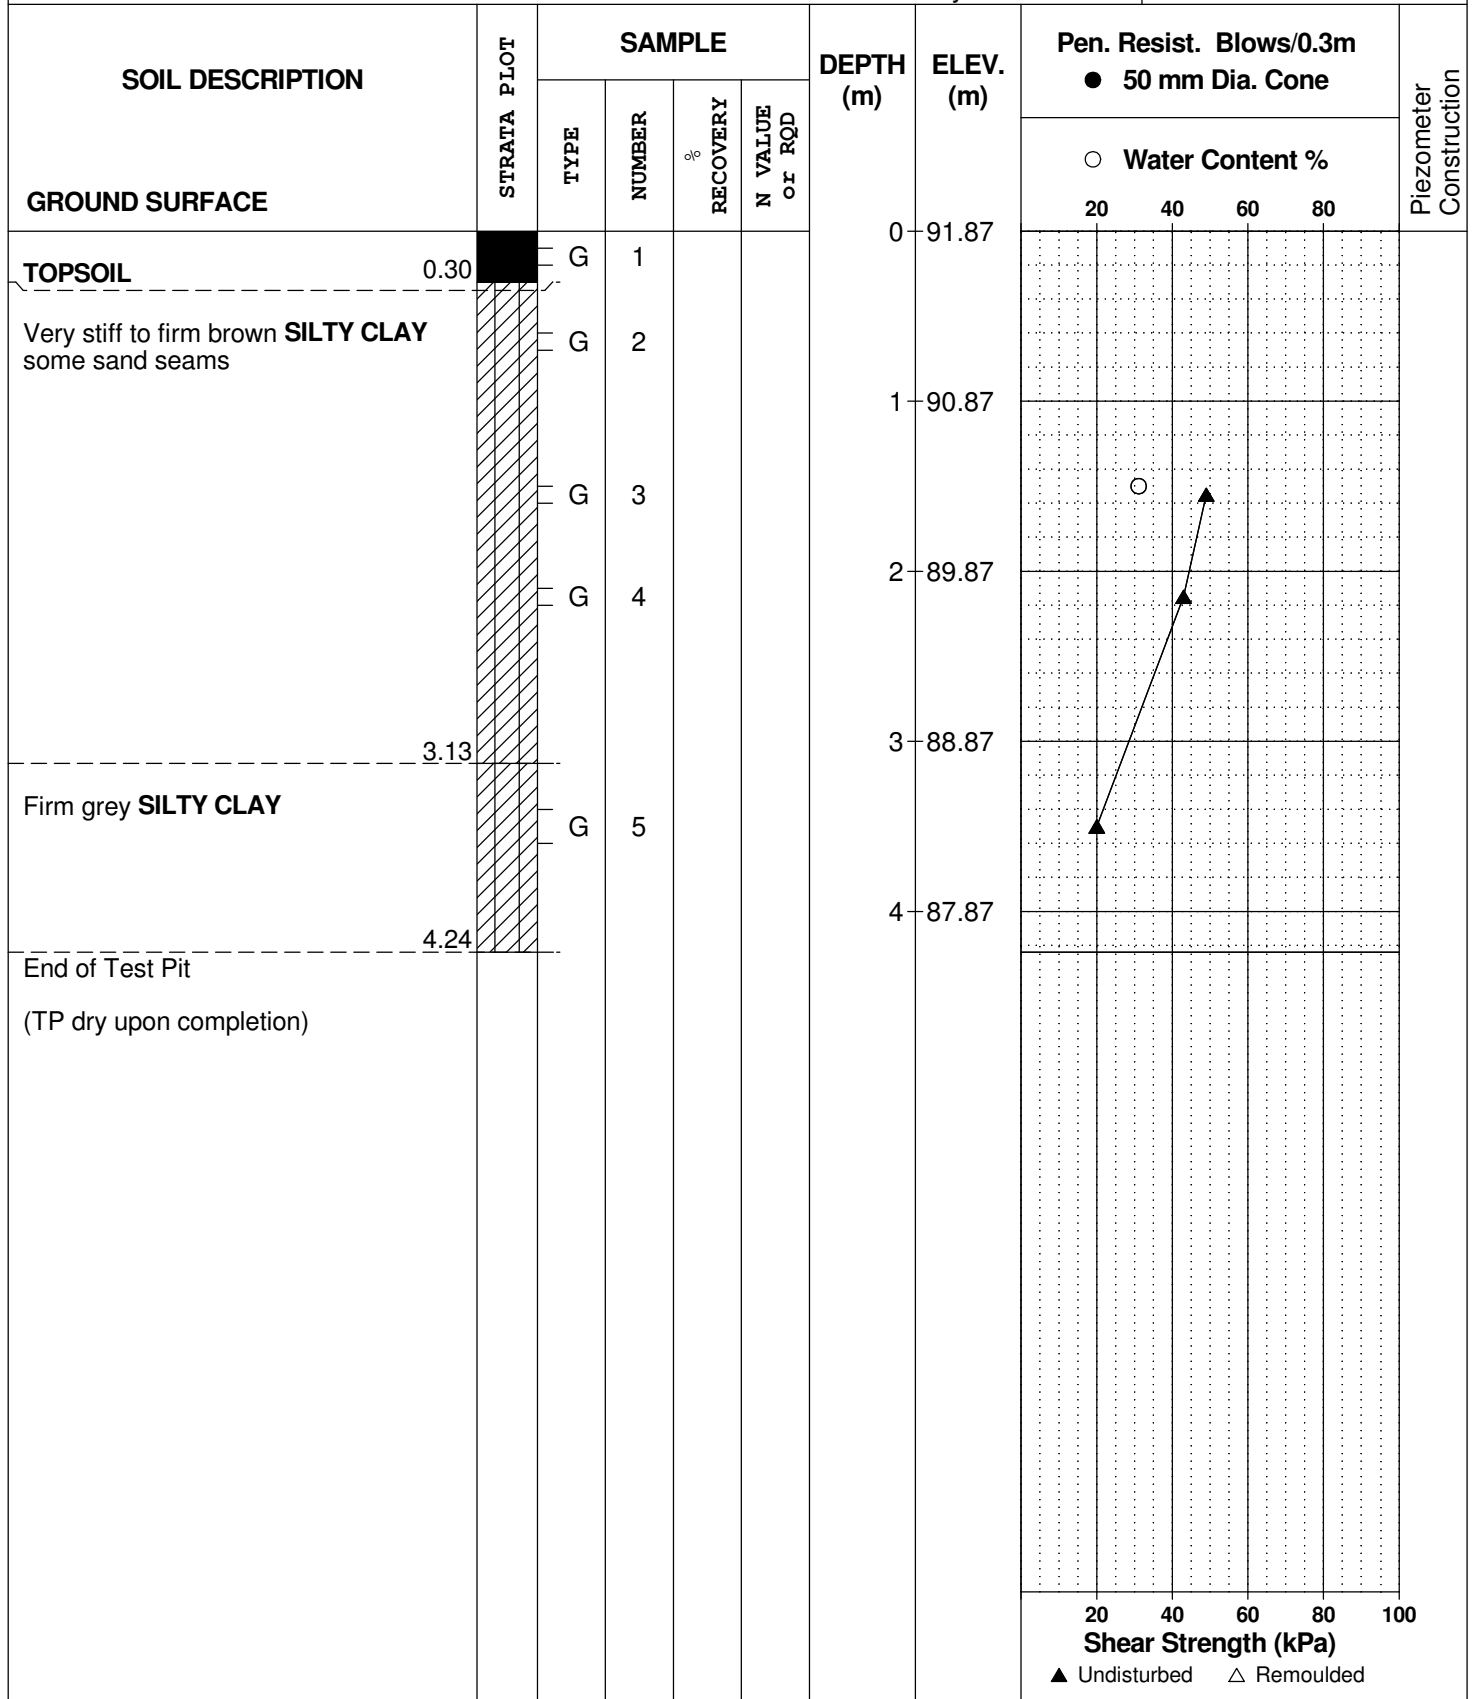 SOIL DESCRIPTION
GROUND SURFACE
STRATA PLOT
SAMPLE
TYPE
NUMBER
%
RECOVERY
N VALUE
or RQD
DEPTH
(m)
ELEV.
(m)
Pen. Resist. Blows/0.3m
● 50 mm Dia. Cone
○ Water Content %
20 40 60 80
Piezometer
Construction
0 91.87
TOPSOIL 0.30
G 1
Very stiff to firm brown SILTY CLAY
some sand seams
G 2
1 90.87
G 3
2 89.87
G 4
3 88.87
3.13
Firm grey SILTY CLAY
G 5
4 87.87
4.24
End of Test Pit
(TP dry upon completion)
20 40 60 80 100
Shear Strength (kPa)
▲ Undisturbed △ Remoulded